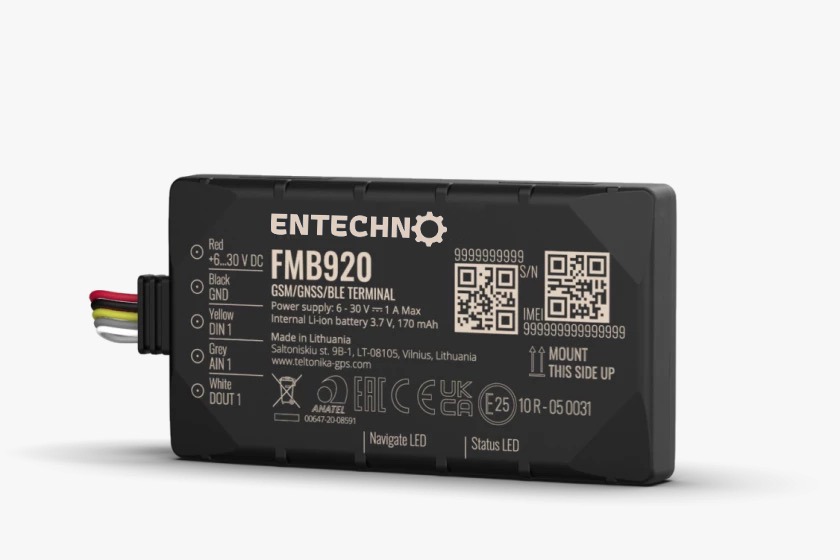 ENTECHNO
Red
+6...30 V DC
Black
GND
Yellow
DIN 1
Grey
AIN 1
White
DOUT 1
FMB920
GSM/GNSS/BLE TERMINAL
Power supply: 6 - 30 V ⎓ 1 A Max
Internal Li-ion battery 3.7 V, 170 mAh
Made in Lithuania
Saltoniskiu st. 9B-1, LT-08105, Vilnius, Lithuania
www.teltonika-gps.com
9999999999
S/N
IMEI
999999999999999
MOUNT
THIS SIDE UP
ANATEL
00647-20-08591
EAC CE UK CA E25 10 R - 05 0031
Navigate LED
Status LED